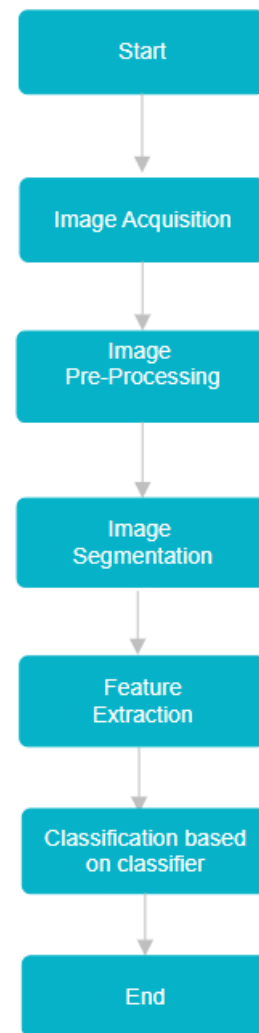 Start
Image Acquisition
Image
Pre-Processing
Image
Segmentation
Feature
Extraction
Classification based
on classifier
End